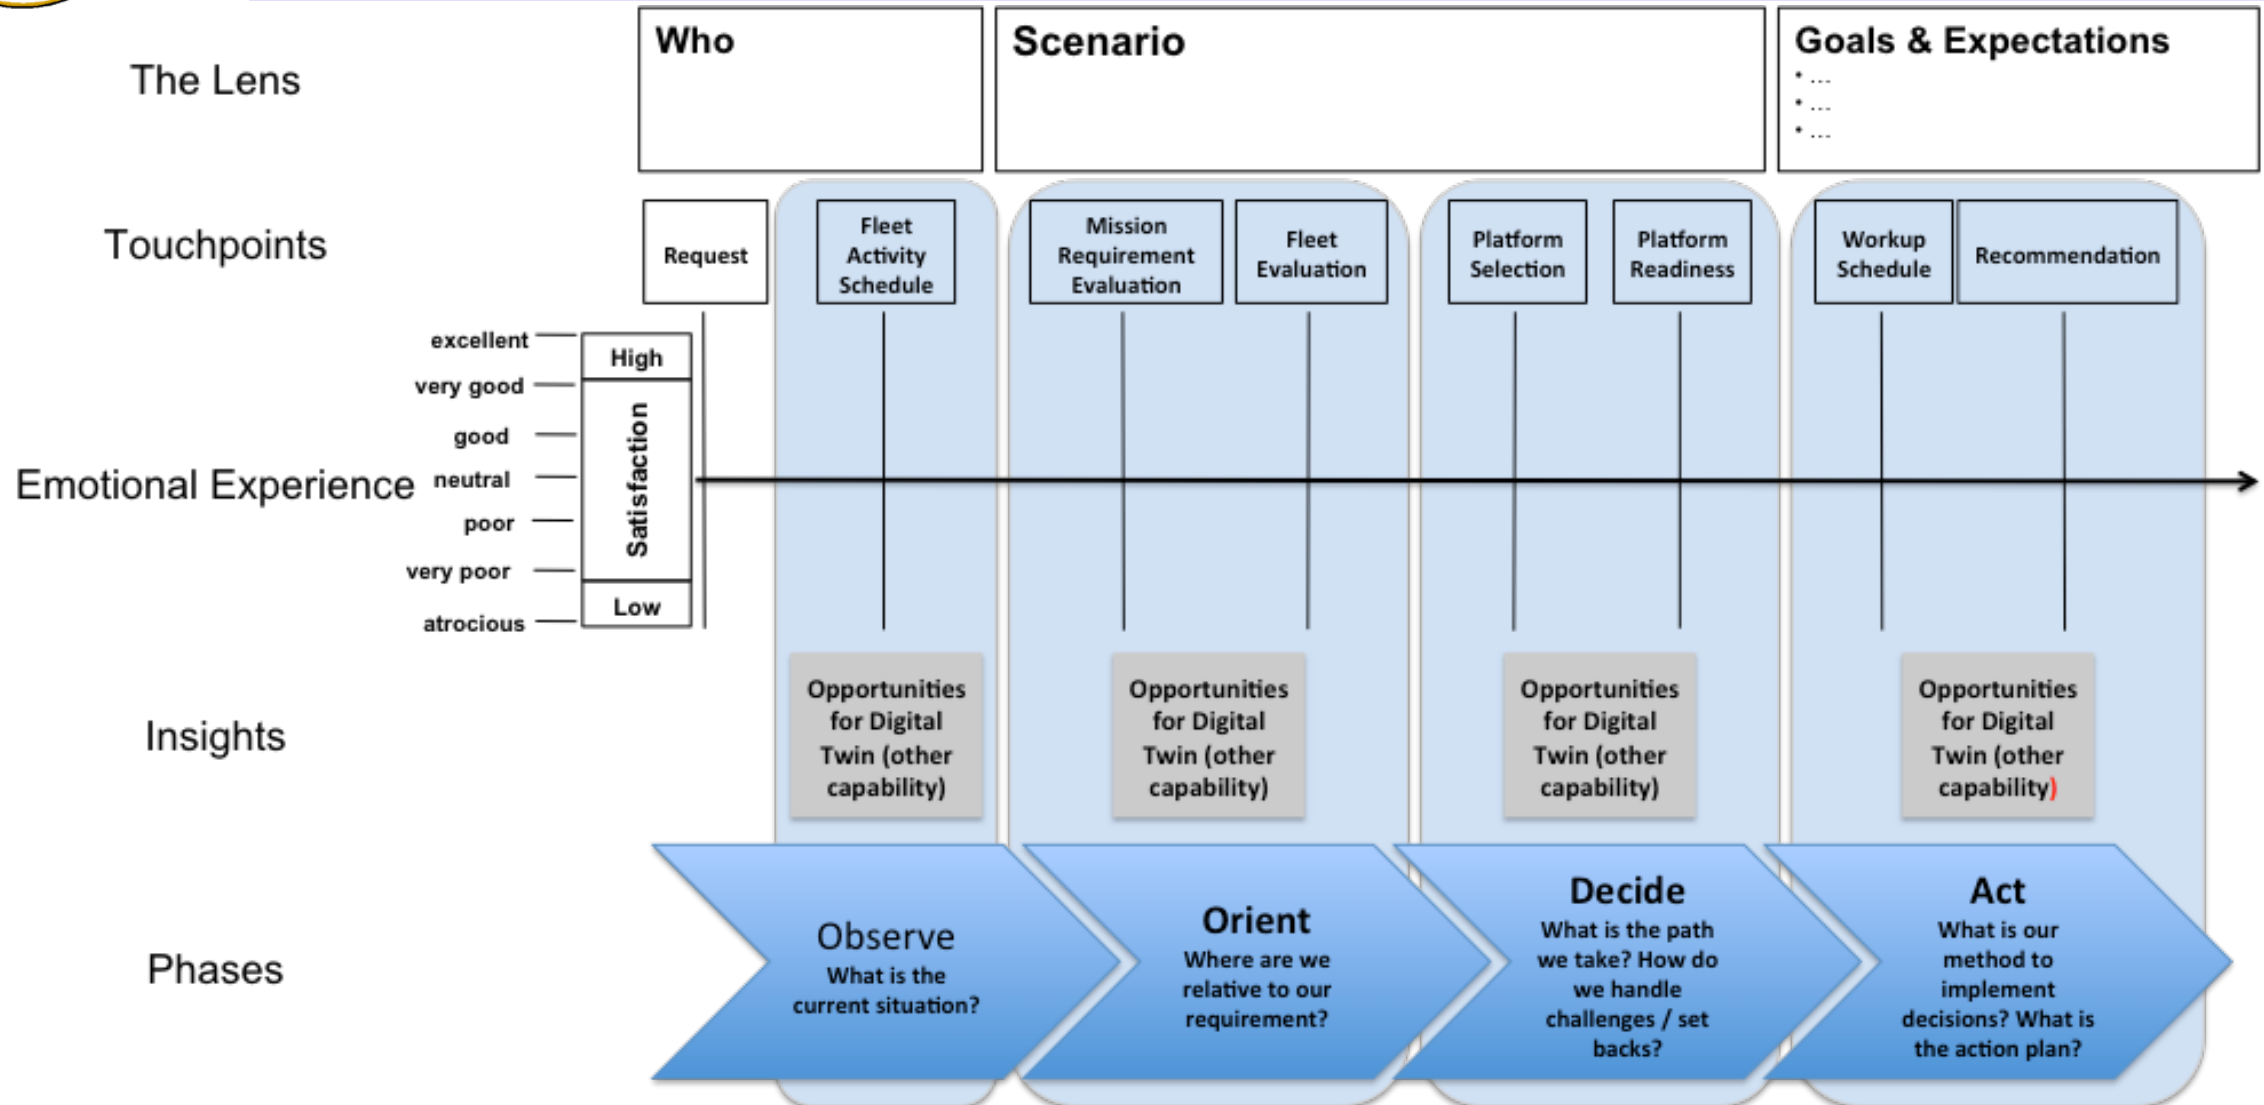 The Lens
Who
Scenario
Goals & Expectations
• ...
• ...
• ...
Touchpoints
Request
Fleet
Activity
Schedule
Mission
Requirement
Evaluation
Fleet
Evaluation
Platform
Selection
Platform
Readiness
Workup
Schedule
Recommendation
Emotional Experience
excellent
very good
good
neutral
poor
very poor
atrocious
High
Satisfaction
Low
Insights
Opportunities
for Digital
Twin (other
capability)
Opportunities
for Digital
Twin (other
capability)
Opportunities
for Digital
Twin (other
capability)
Opportunities
for Digital
Twin (other
capability)
Phases
Observe
What is the
current situation?
Orient
Where are we
relative to our
requirement?
Decide
What is the path
we take? How do
we handle
challenges / set
backs?
Act
What is our
method to
implement
decisions? What is
the action plan?